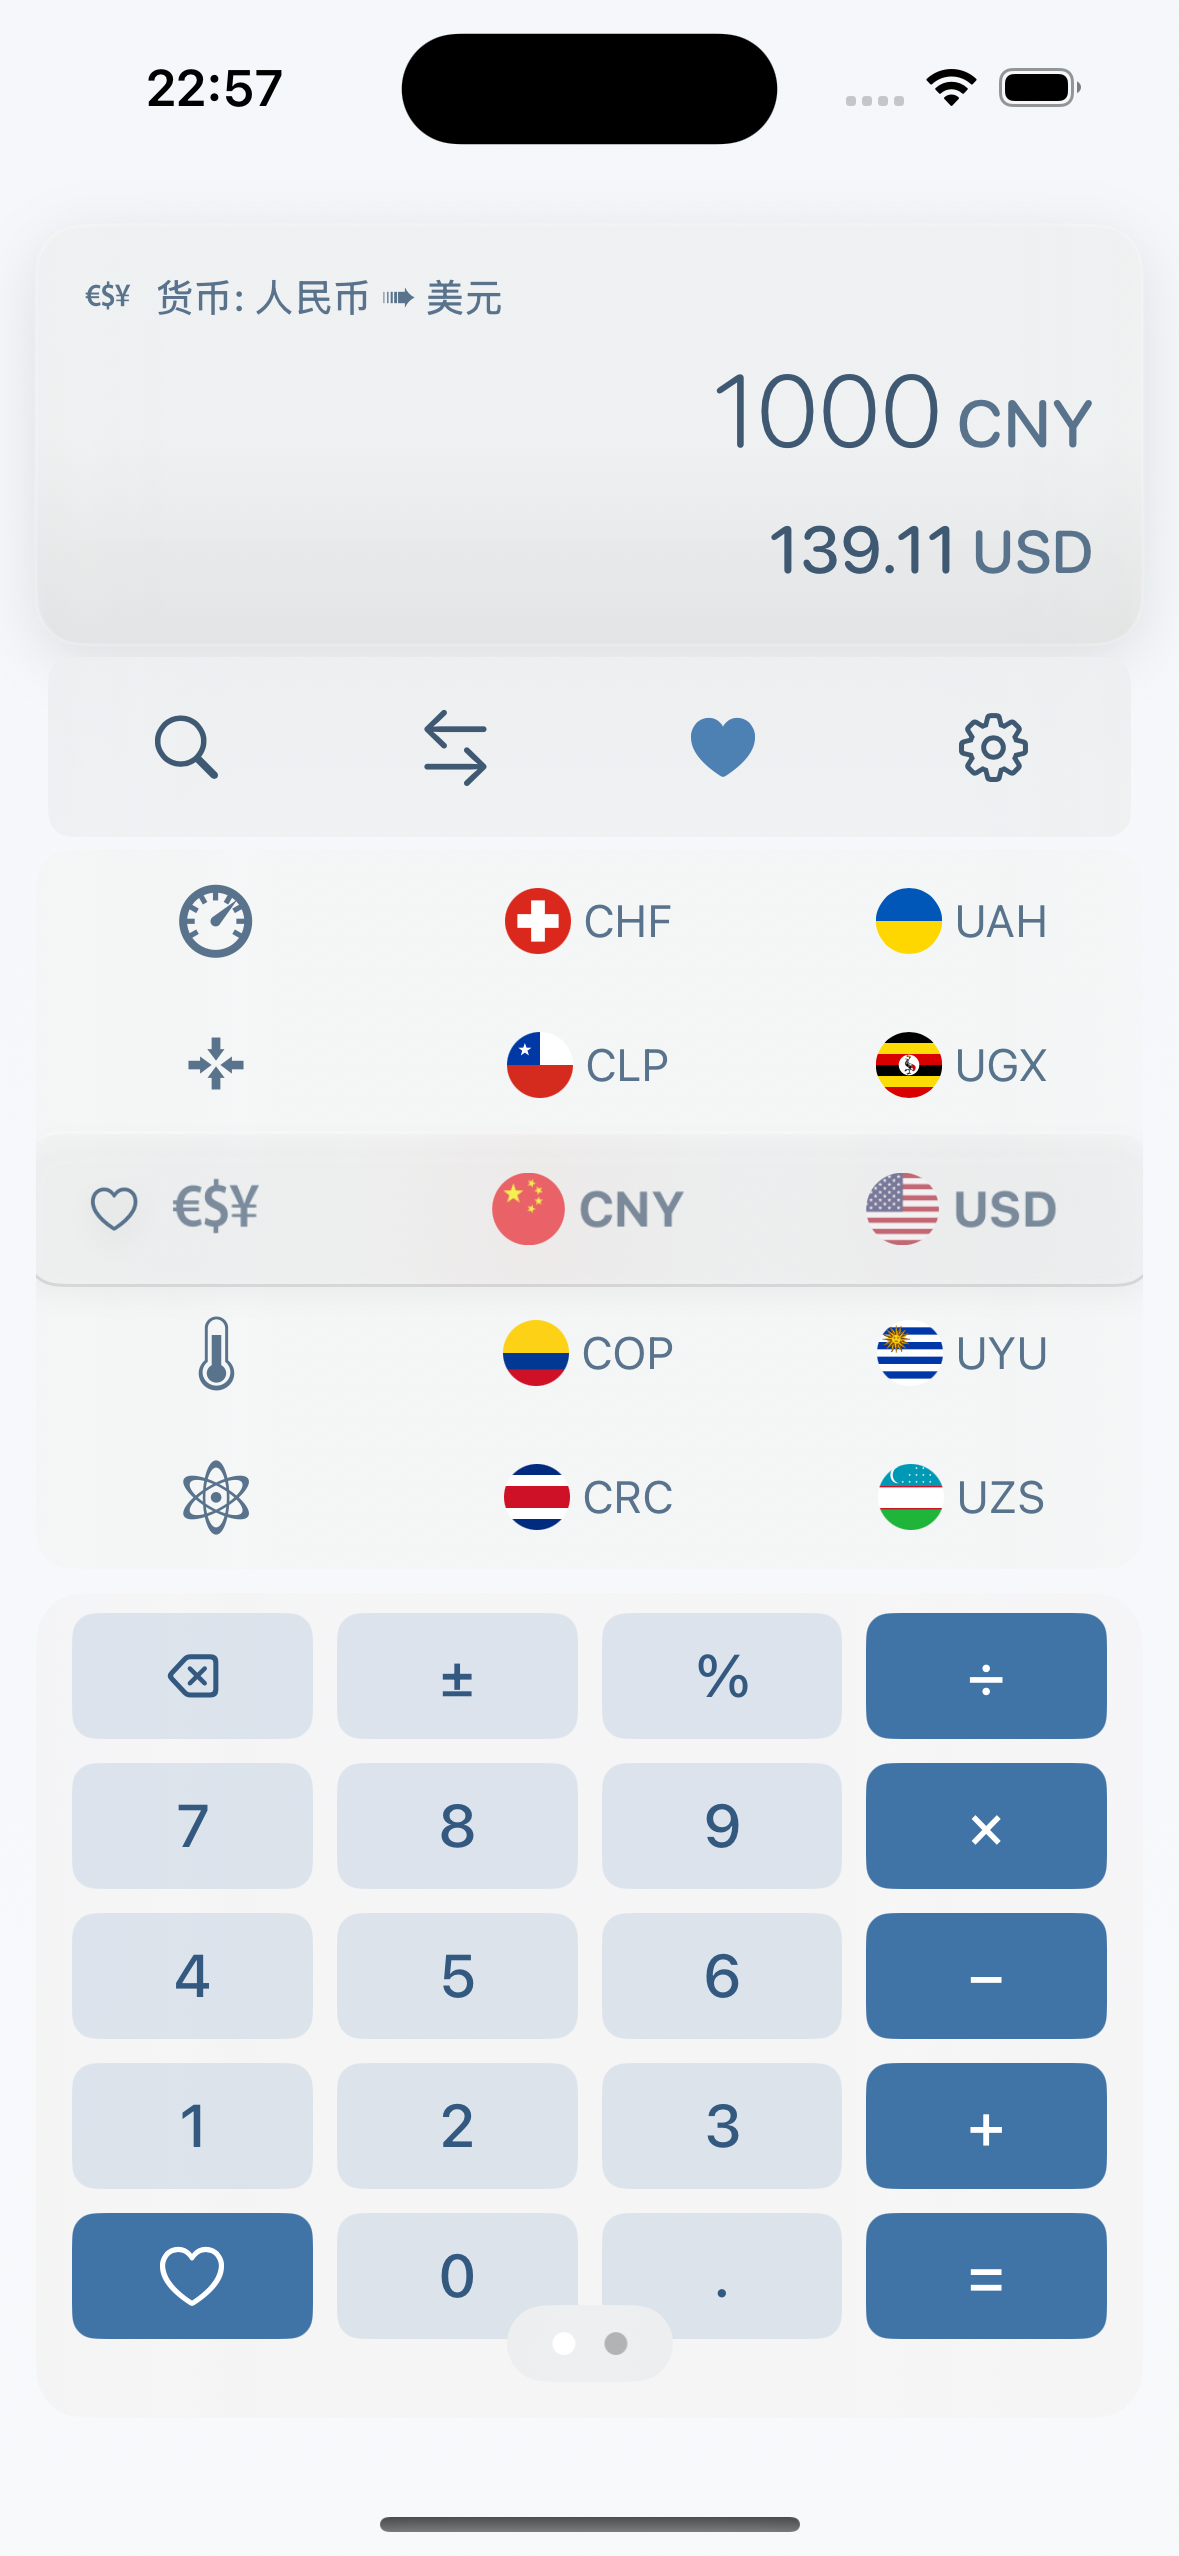 22:57
€$¥ 货币: 人民币 ➠ 美元
1000 CNY
139.11 USD
CHF UAH
CLP UGX
€$¥ CNY USD
COP UYU
CRC UZS
± % ÷
7 8 9 ×
4 5 6 −
1 2 3 +
0 . =